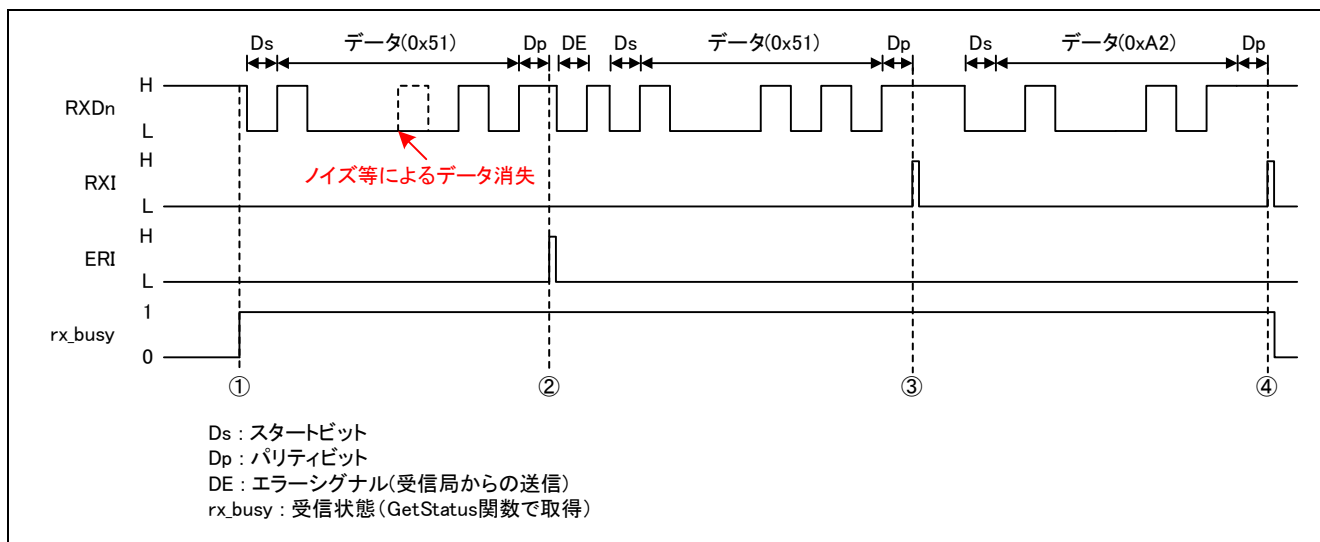 Ds データ(0x51) Dp DE Ds データ(0x51) Dp Ds データ(0xA2) Dp
H
RXDn
L
ノイズ等によるデータ消失
H
RXI
L
H
ERI
L
1
rx_busy
0
① ② ③ ④
Ds : スタートビット
Dp : パリティビット
DE : エラーシグナル(受信局からの送信)
rx_busy : 受信状態(GetStatus関数で取得)